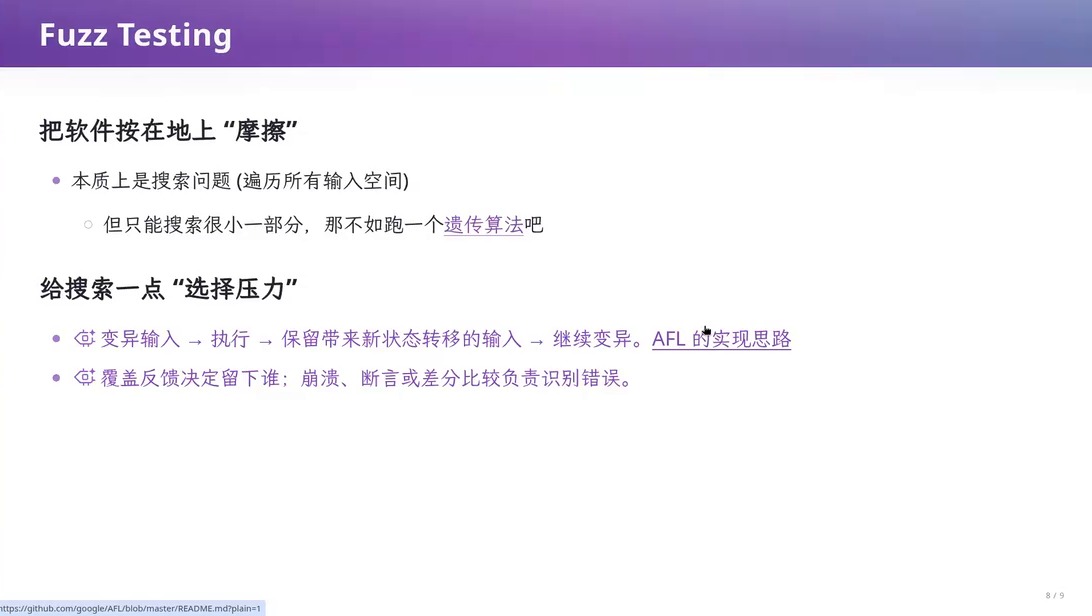 Fuzz Testing
把软件按在地上 “摩擦”
本质上是搜索问题 (遍历所有输入空间)
但只能搜索很小一部分，那不如跑一个遗传算法吧
给搜索一点 “选择压力”
变异输入 → 执行 → 保留带来新状态转移的输入 → 继续变异。AFL 的实现思路
覆盖反馈决定留下谁；崩溃、断言或差分比较负责识别错误。
8 / 9
https://github.com/google/AFL/blob/master/README.md?plain=1